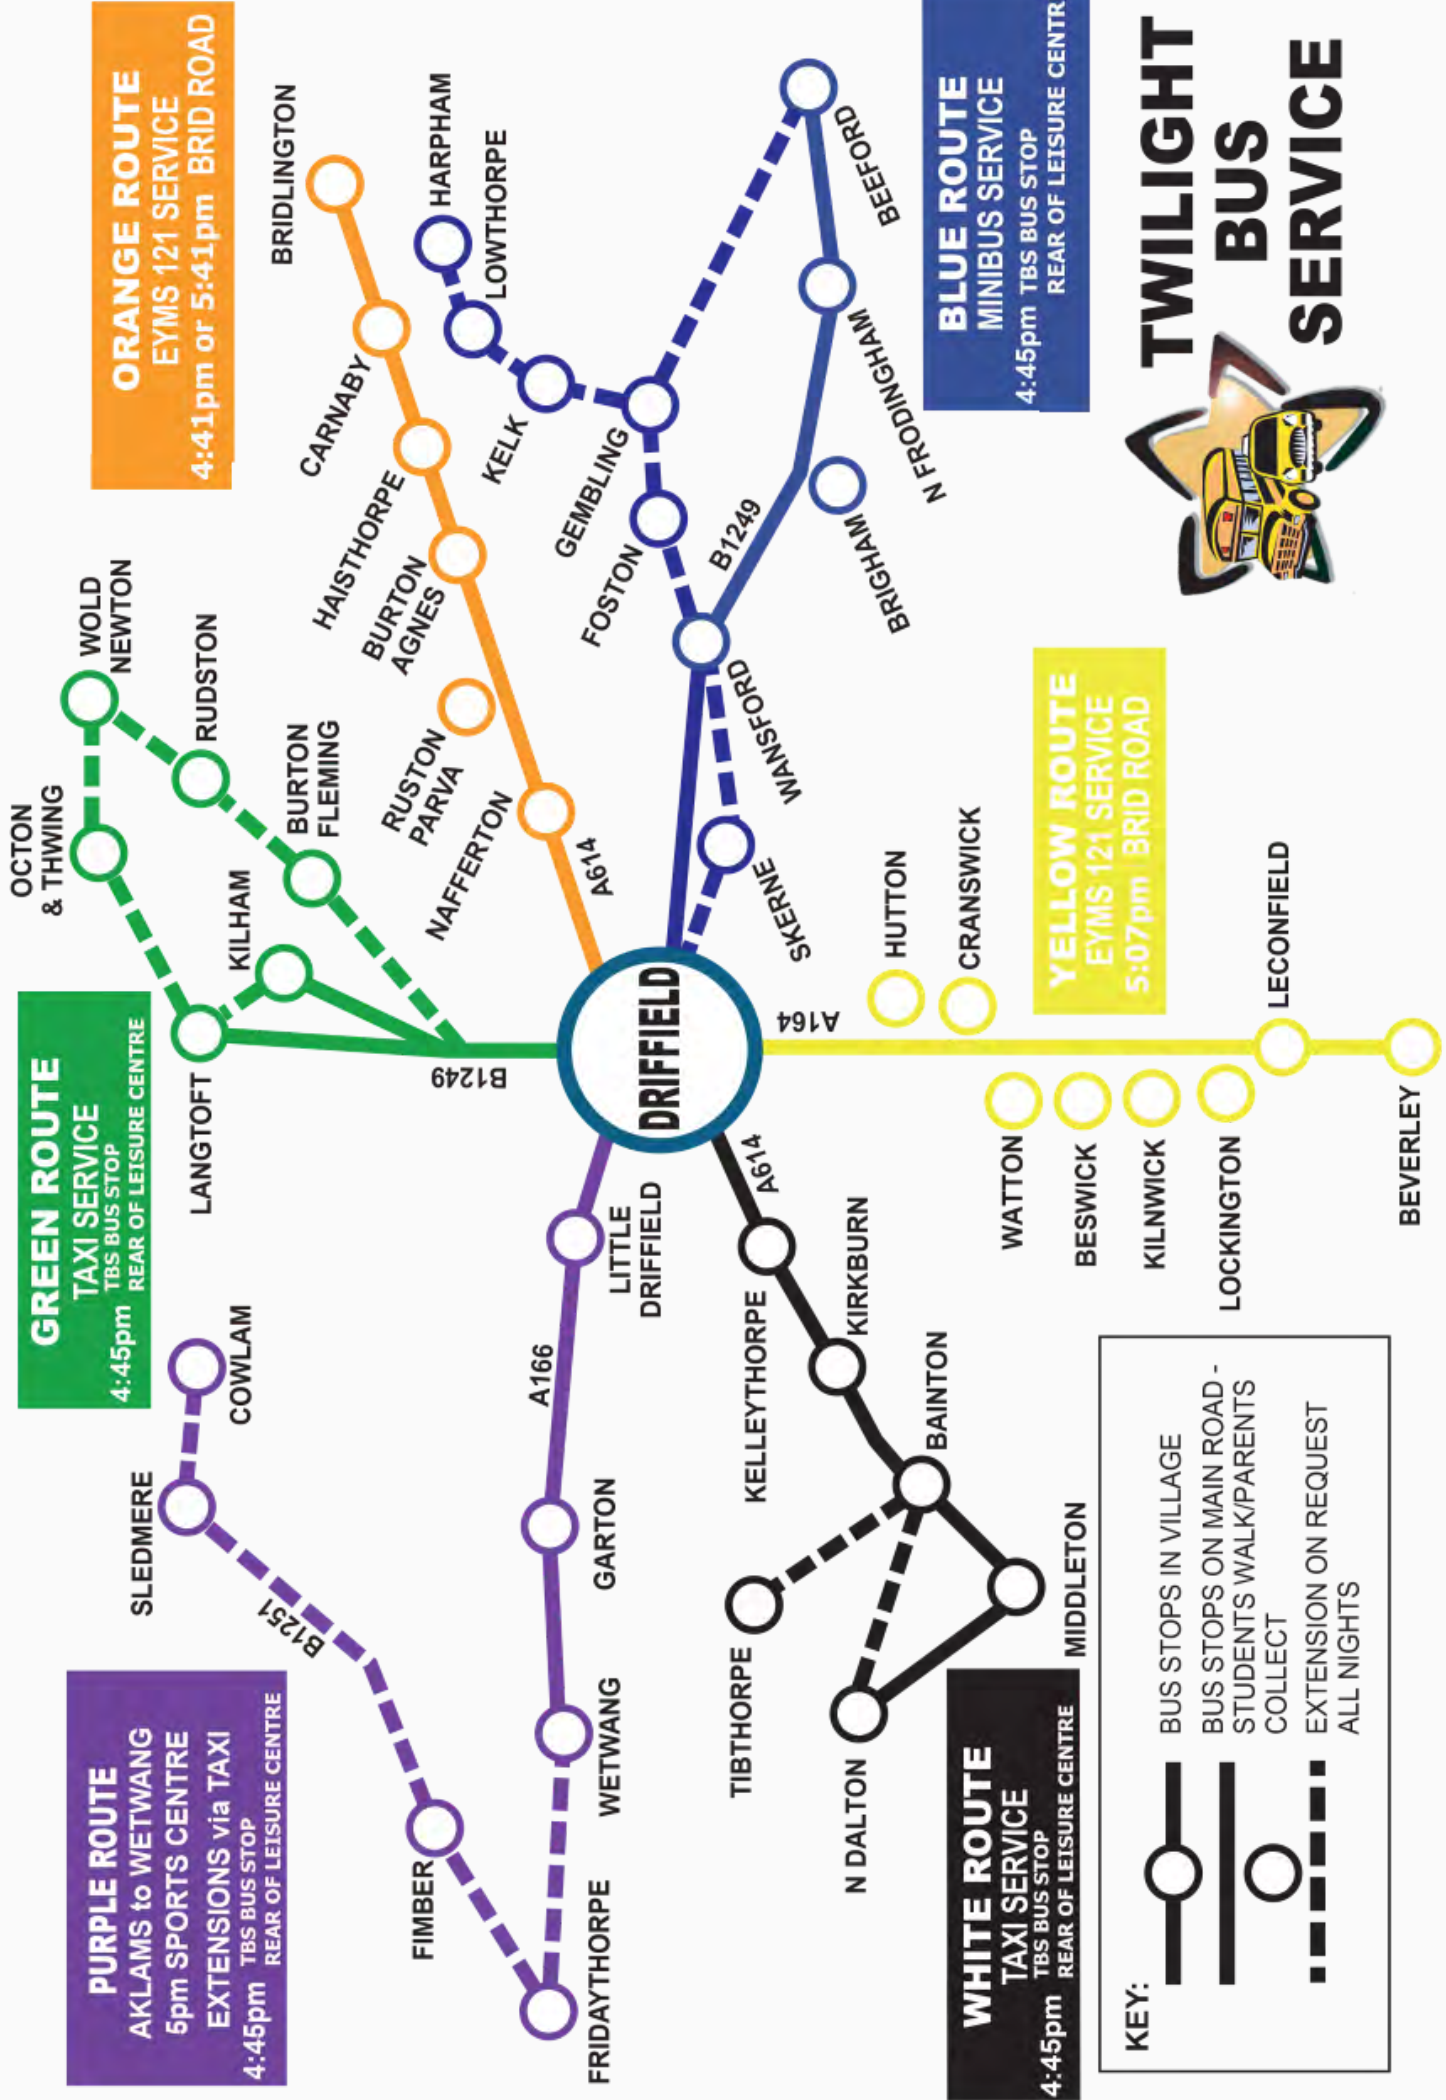 PURPLE ROUTE
AKLAMS to WETWANG
5pm SPORTS CENTRE
EXTENSIONS via TAXI
4:45pm TBS BUS STOP
REAR OF LEISURE CENTRE
GREEN ROUTE
TAXI SERVICE
4:45pm TBS BUS STOP
REAR OF LEISURE CENTRE
ORANGE ROUTE
EYMS 121 SERVICE
4:41pm or 5:41pm BRID ROAD
SLEDMERE
COWLAM
B1251
FIMBER
FRIDAYTHORPE
WETWANG
GARTON
A166
LITTLE
DRIFFIELD
LANGTOFT
OCTON
& THWING
WOLD
NEWTON
RUDSTON
BURTON
FLEMING
KILHAM
B1249
BRIDLINGTON
CARNABY
HAISTHORPE
BURTON
AGNES
RUSTON
PARVA
NAFFERTON
A614
HARPHAM
LOWTHORPE
KELK
GEMBLING
FOSTON
B1249
BEEFORD
N FRODINGHAM
BRIGHAM
WANSFORD
SKERNE
DRIFFIELD
A614
KELLEYTHORPE
KIRKBURN
BAINTON
TIBTHORPE
N DALTON
MIDDLETON
A164
HUTTON
CRANSWICK
WATTON
BESWICK
KILNWICK
LOCKINGTON
LECONFIELD
BEVERLEY
WHITE ROUTE
TAXI SERVICE
4:45pm TBS BUS STOP
REAR OF LEISURE CENTRE
YELLOW ROUTE
EYMS 121 SERVICE
5:07pm BRID ROAD
BLUE ROUTE
MINIBUS SERVICE
4:45pm TBS BUS STOP
REAR OF LEISURE CENTR
KEY:
BUS STOPS IN VILLAGE
BUS STOPS ON MAIN ROAD -
STUDENTS WALK/PARENTS
COLLECT
EXTENSION ON REQUEST
ALL NIGHTS
TWILIGHT
BUS
SERVICE